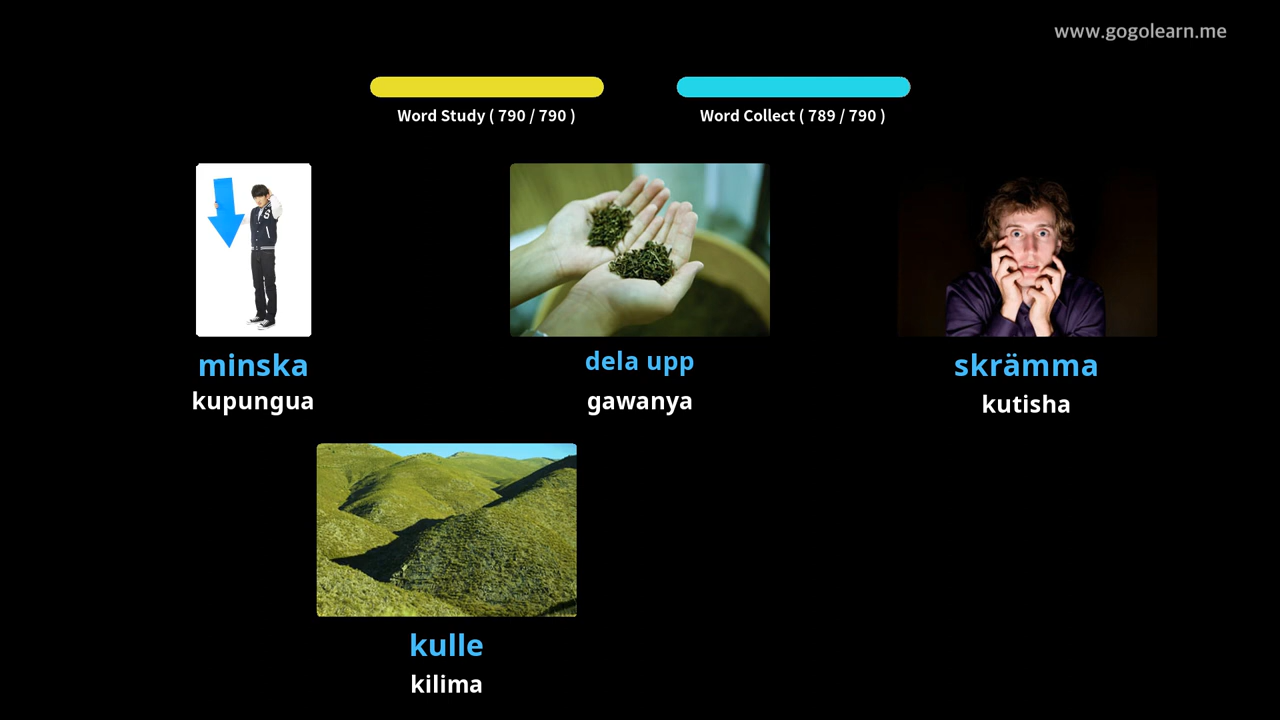 www.gogolearn.me
Word Study ( 790 / 790 )
Word Collect ( 789 / 790 )
minska
kupungua
dela upp
gawanya
skrämma
kutisha
kulle
kilima